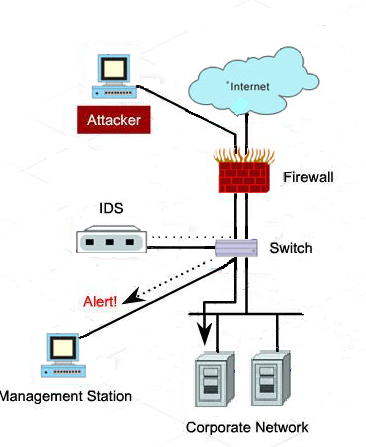 *Internet
Attacker
Firewall
IDS
Switch
Alert!
Management Station
Corporate Network